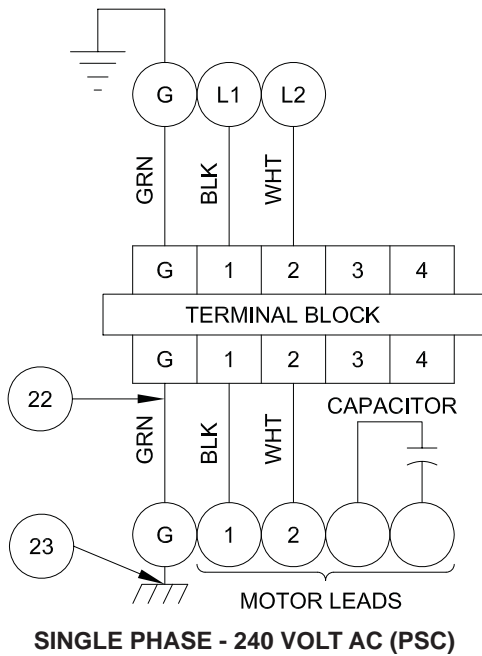 G L1 L2
GRN BLK WHT
G 1 2 3 4
TERMINAL BLOCK
G 1 2 3 4
22
CAPACITOR
GRN BLK WHT
23
G 1 2
MOTOR LEADS
SINGLE PHASE - 240 VOLT AC (PSC)